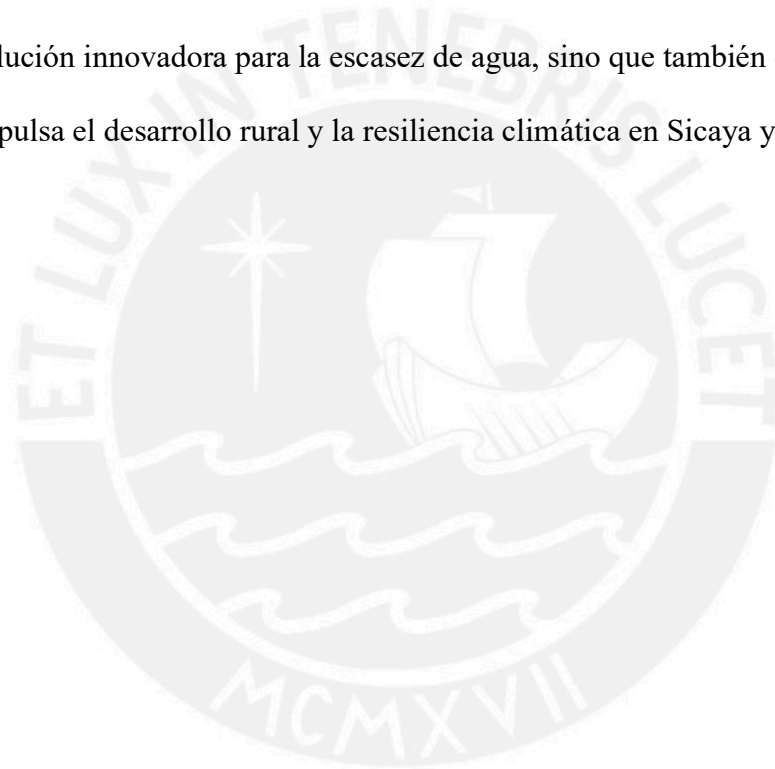 lución innovadora para la escasez de agua, sino que también
pulsa el desarrollo rural y la resiliencia climática en Sicaya y
ET LUX IN TENEBRIS LUCET
MCMXVII